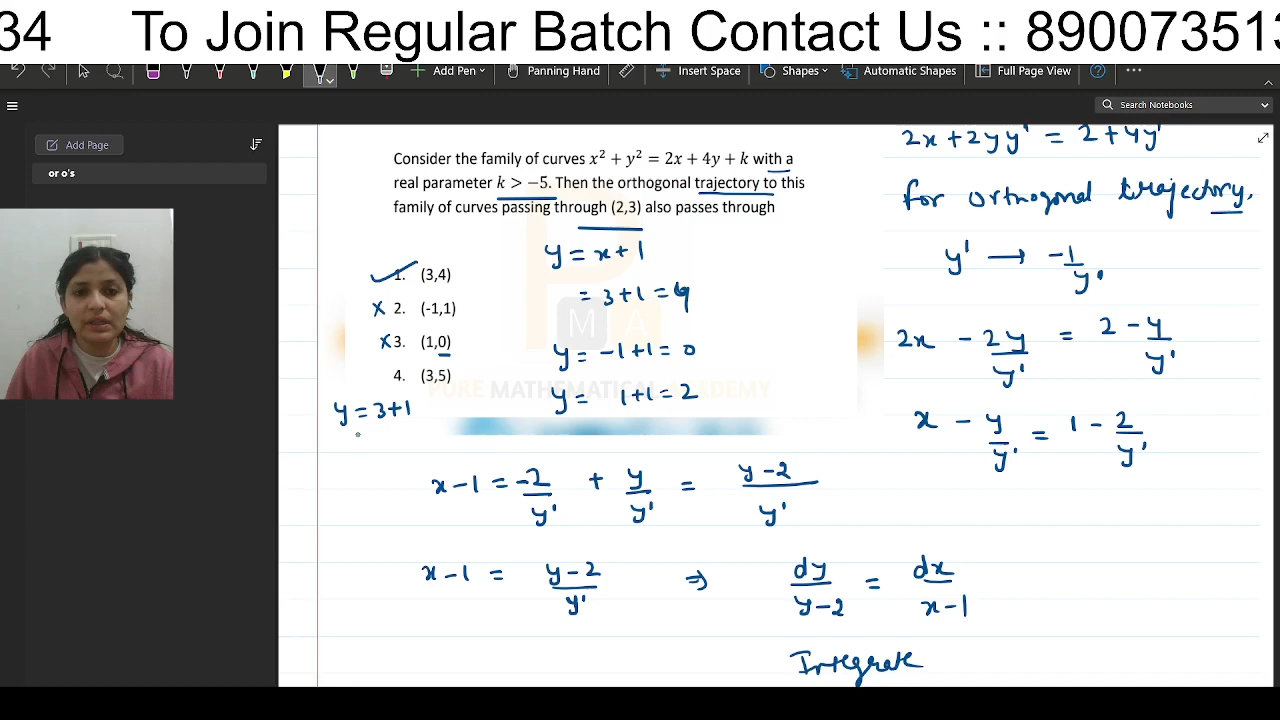 34 To Join Regular Batch Contact Us :: 890073513
Add Pen Panning Hand Insert Space Shapes Automatic Shapes Full Page View
Search Notebooks
Add Page
or o's
Consider the family of curves x² + y² = 2x + 4y + k with a
real parameter k > −5. Then the orthogonal trajectory to this
family of curves passing through (2,3) also passes through
1. (3,4)
2. (-1,1)
3. (1,0)
4. (3,5)
y = 3+1
y = x+1
= 3+1 = 4
y = -1+1 = 0
y = 1+1 = 2
MA
PURE MATHEMATICAL ACADEMY
2x + 2yy' = 2 + 4y'
for orthogonal trajectory.
y' → -1/y'
2x - 2y/y' = 2 - 4/y'
x - y/y' = 1 - 2/y'
x-1 = -2/y' + y/y' = y-2/y'
x-1 = y-2/y' ⇒ dy/y-2 = dx/x-1
Integrate